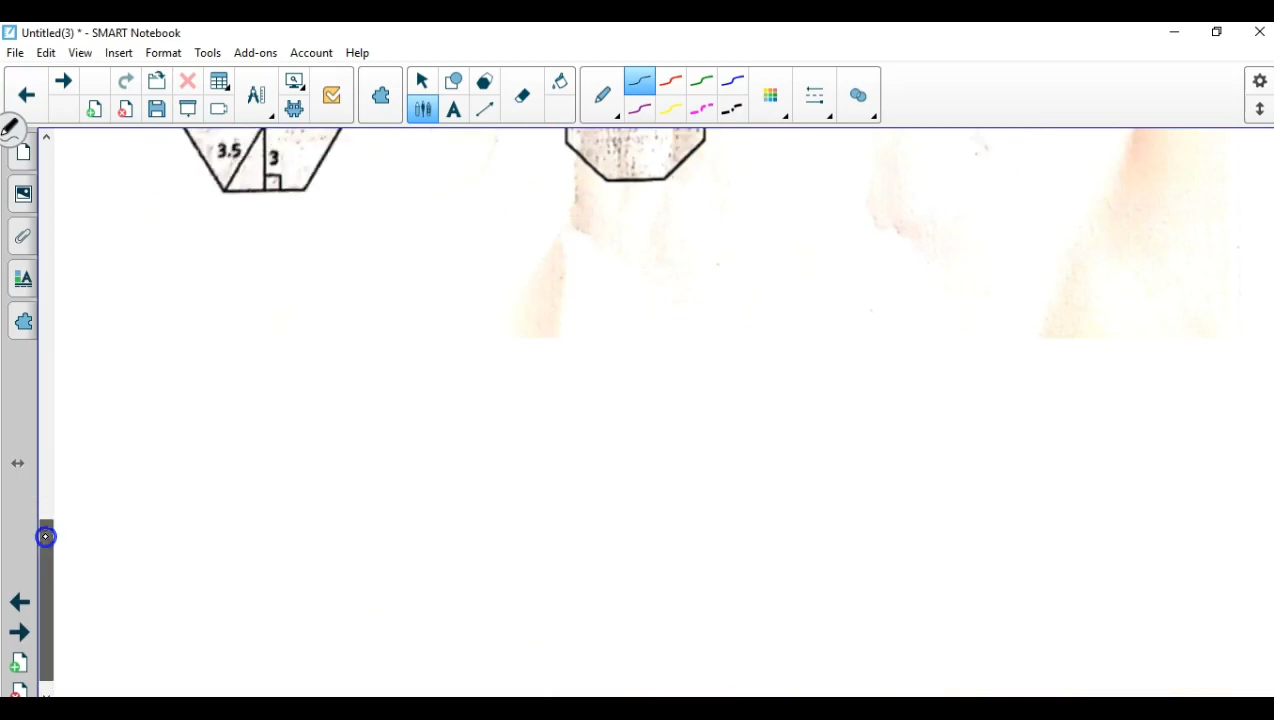 Untitled(3) * - SMART Notebook
File Edit View Insert Format Tools Add-ons Account Help
3.5
3